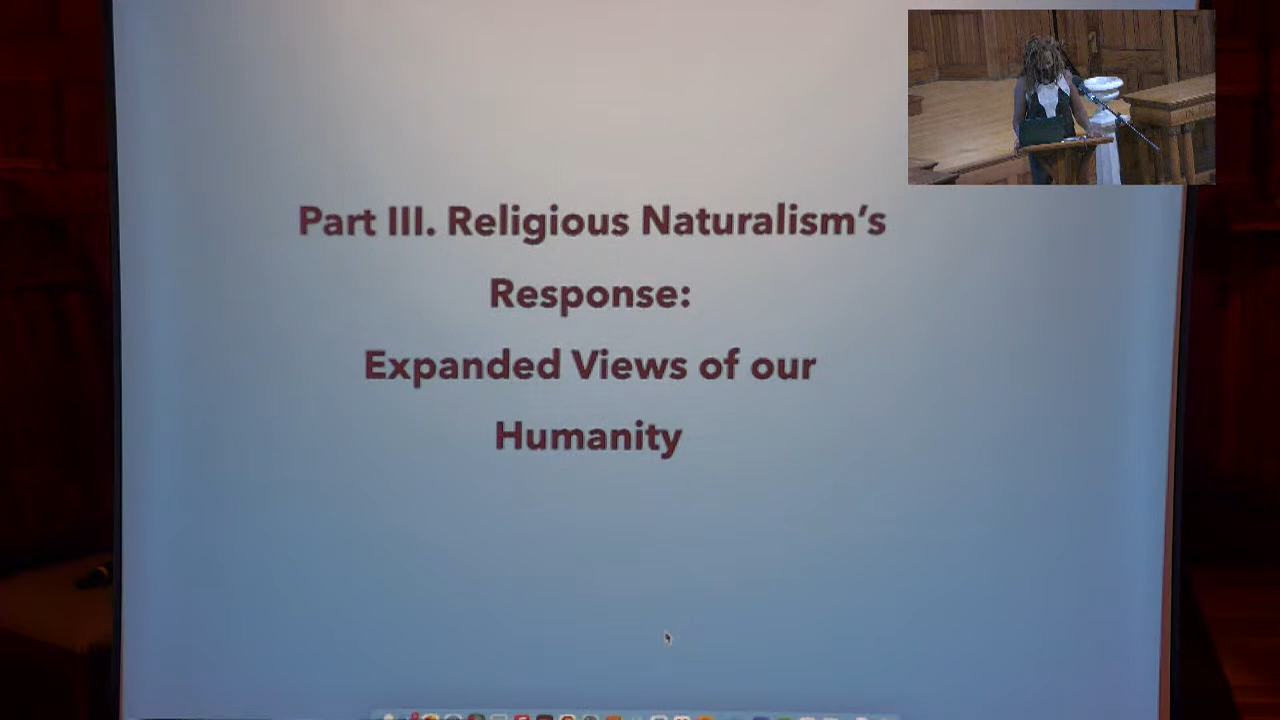 Part III. Religious Naturalism's
Response:
Expanded Views of our
Humanity